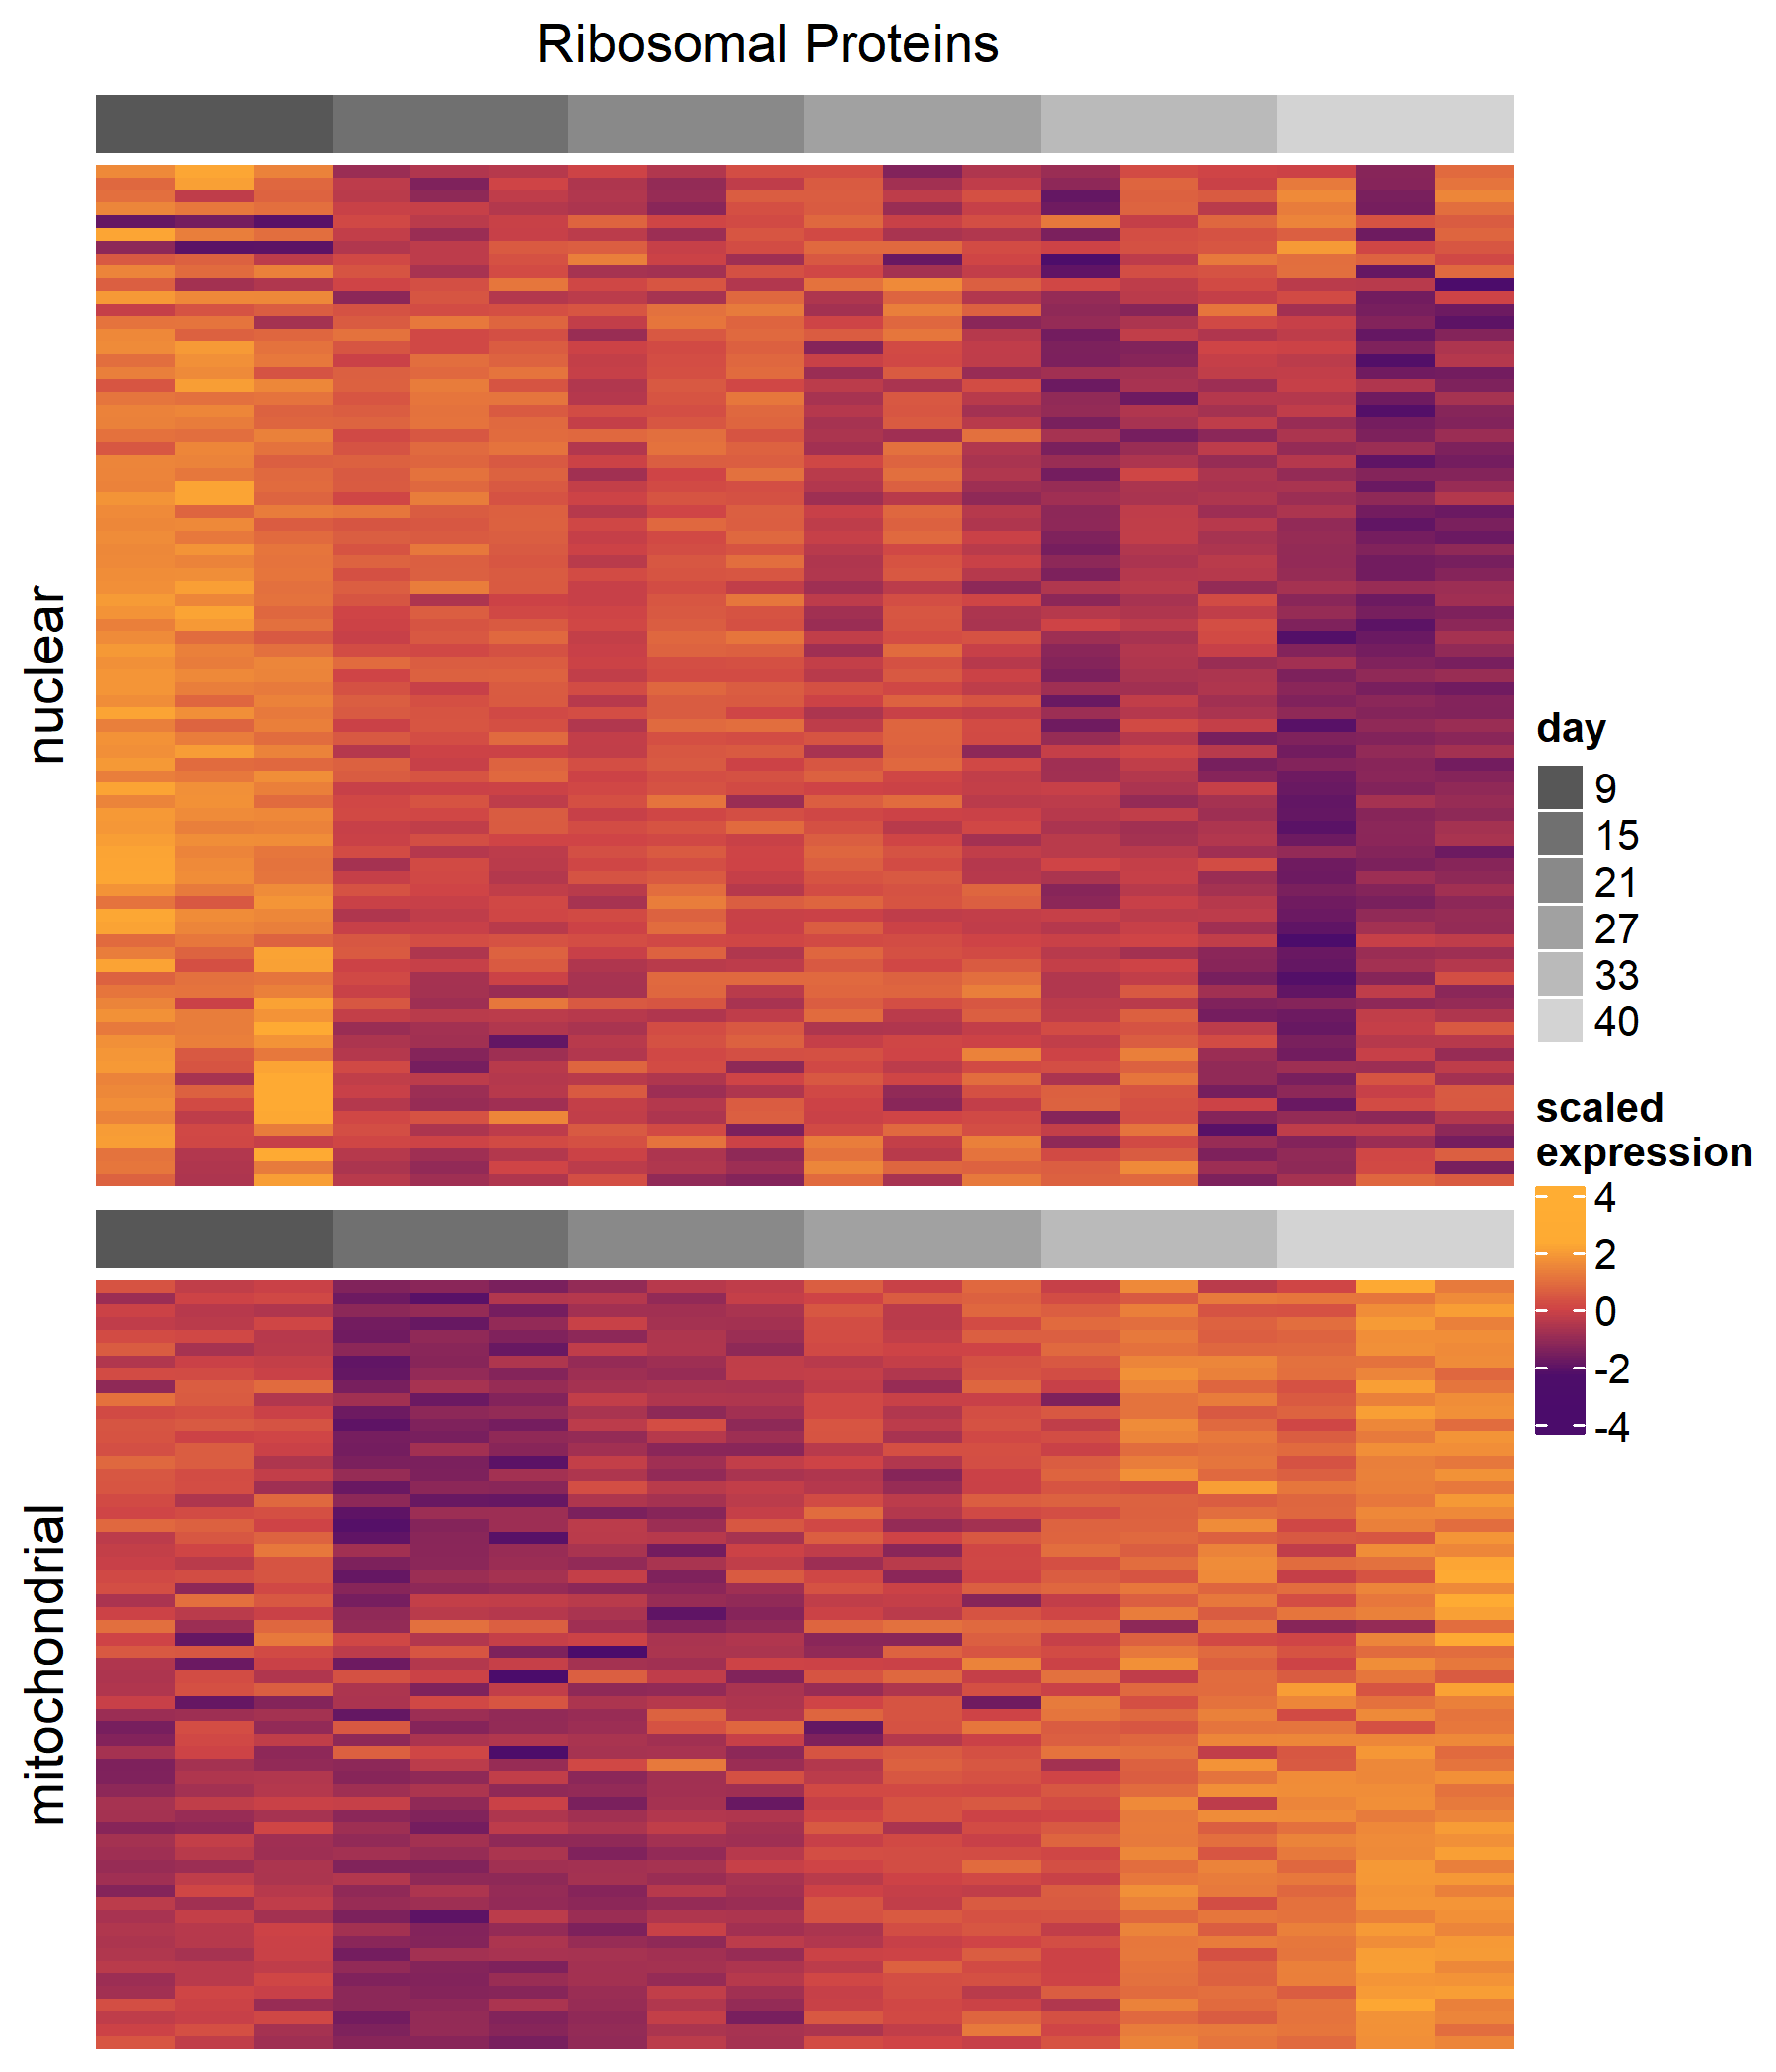 Ribosomal Proteins
nuclear
mitochondrial
day
9
15
21
27
33
40
scaled
expression
4
2
0
-2
-4